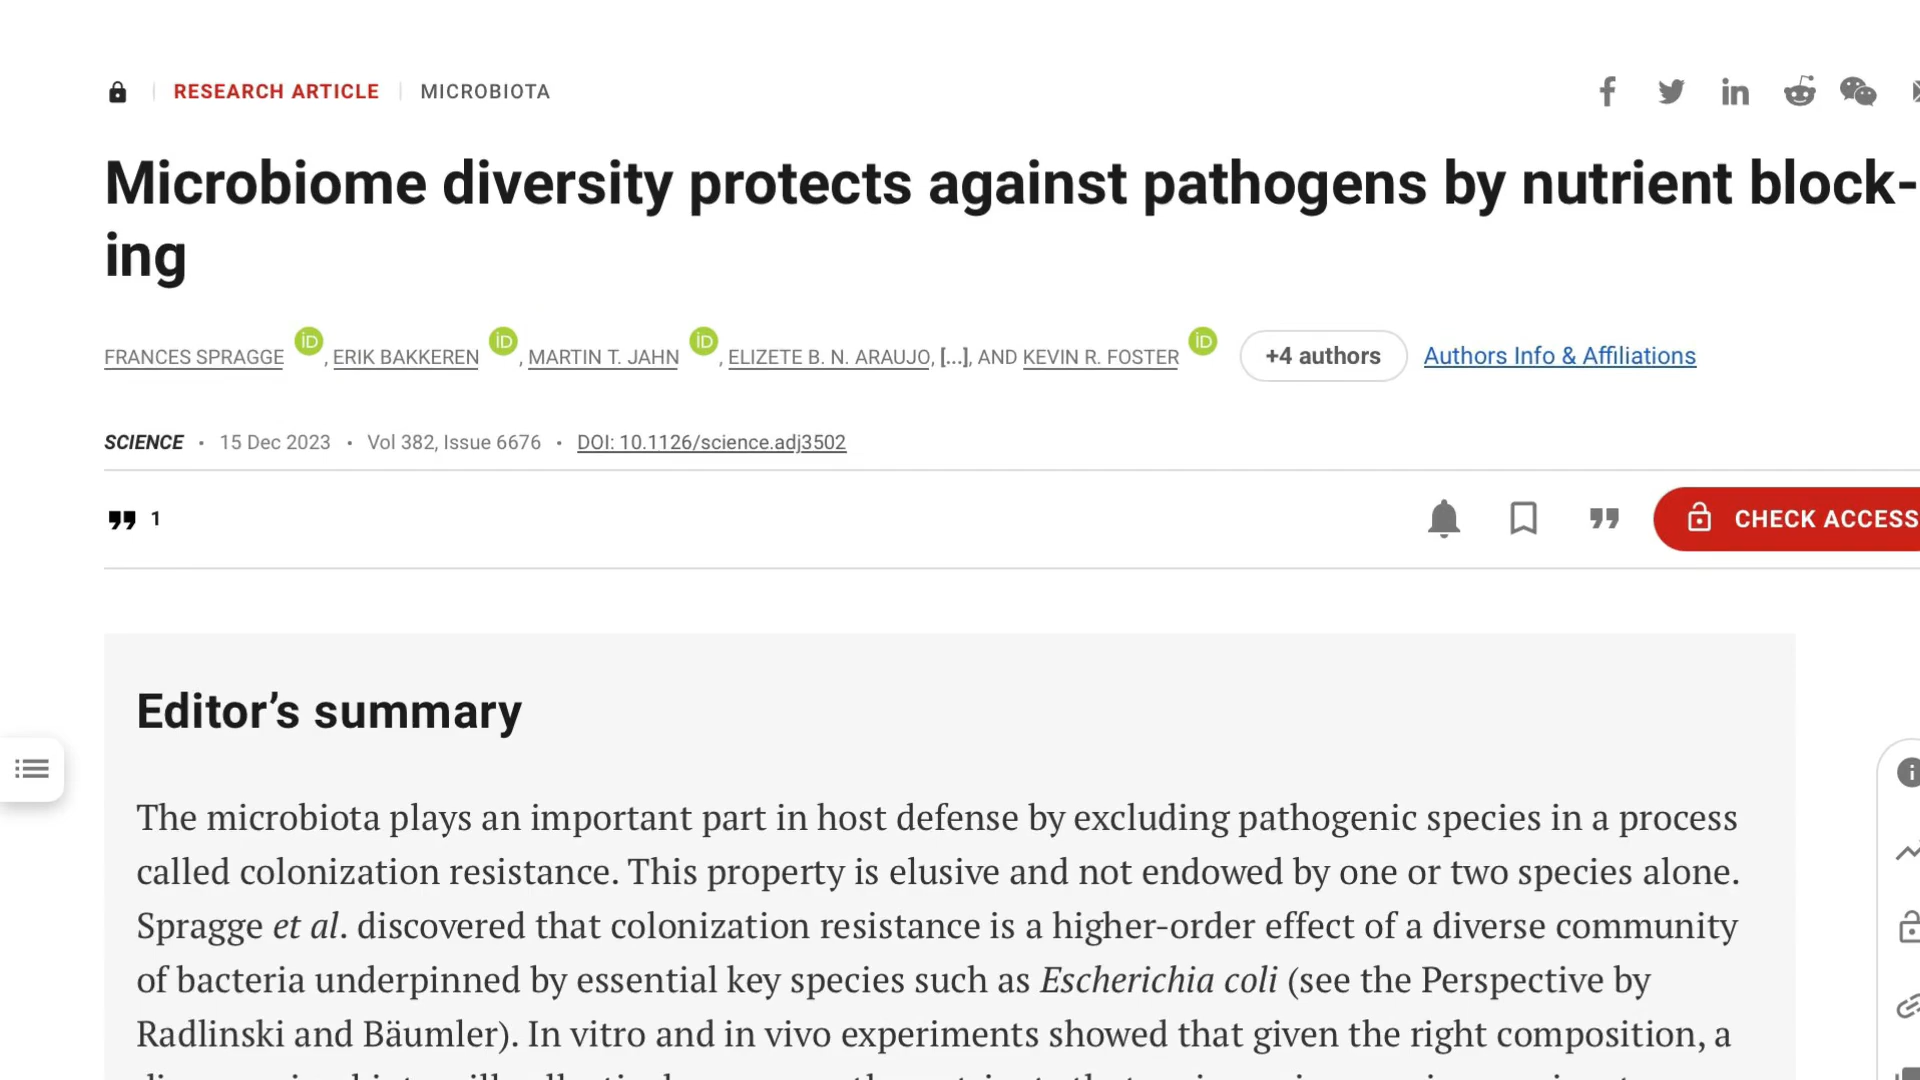 RESEARCH ARTICLE MICROBIOTA
Microbiome diversity protects against pathogens by nutrient block-
ing
FRANCES SPRAGGE iD, ERIK BAKKEREN iD, MARTIN T. JAHN iD, ELIZETE B. N. ARAUJO, [...], AND KEVIN R. FOSTER iD +4 authors Authors Info & Affiliations
SCIENCE • 15 Dec 2023 • Vol 382, Issue 6676 • DOI: 10.1126/science.adj3502
1
CHECK ACCESS
Editor’s summary
The microbiota plays an important part in host defense by excluding pathogenic species in a process
called colonization resistance. This property is elusive and not endowed by one or two species alone.
Spragge et al. discovered that colonization resistance is a higher-order effect of a diverse community
of bacteria underpinned by essential key species such as Escherichia coli (see the Perspective by
Radlinski and Bäumler). In vitro and in vivo experiments showed that given the right composition, a